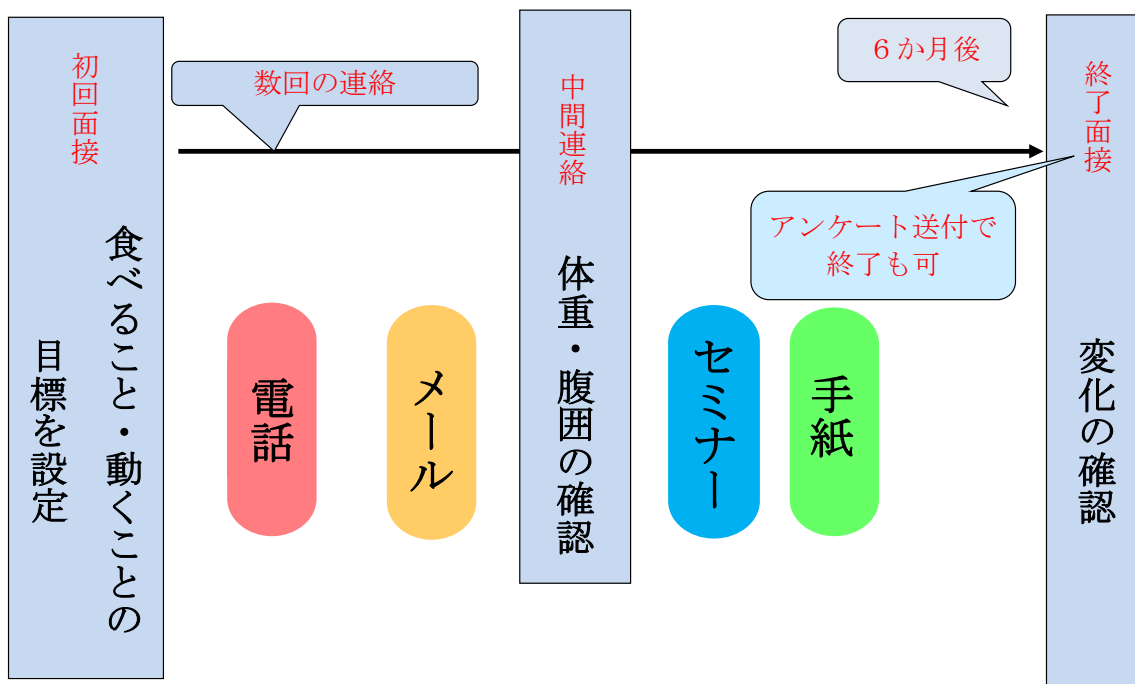 初回面接
食べること・動くことの
目標を設定
数回の連絡
電話
メール
中間連絡
体重・腹囲の確認
セミナー
手紙
６か月後
アンケート送付で
終了も可
終了面接
変化の確認